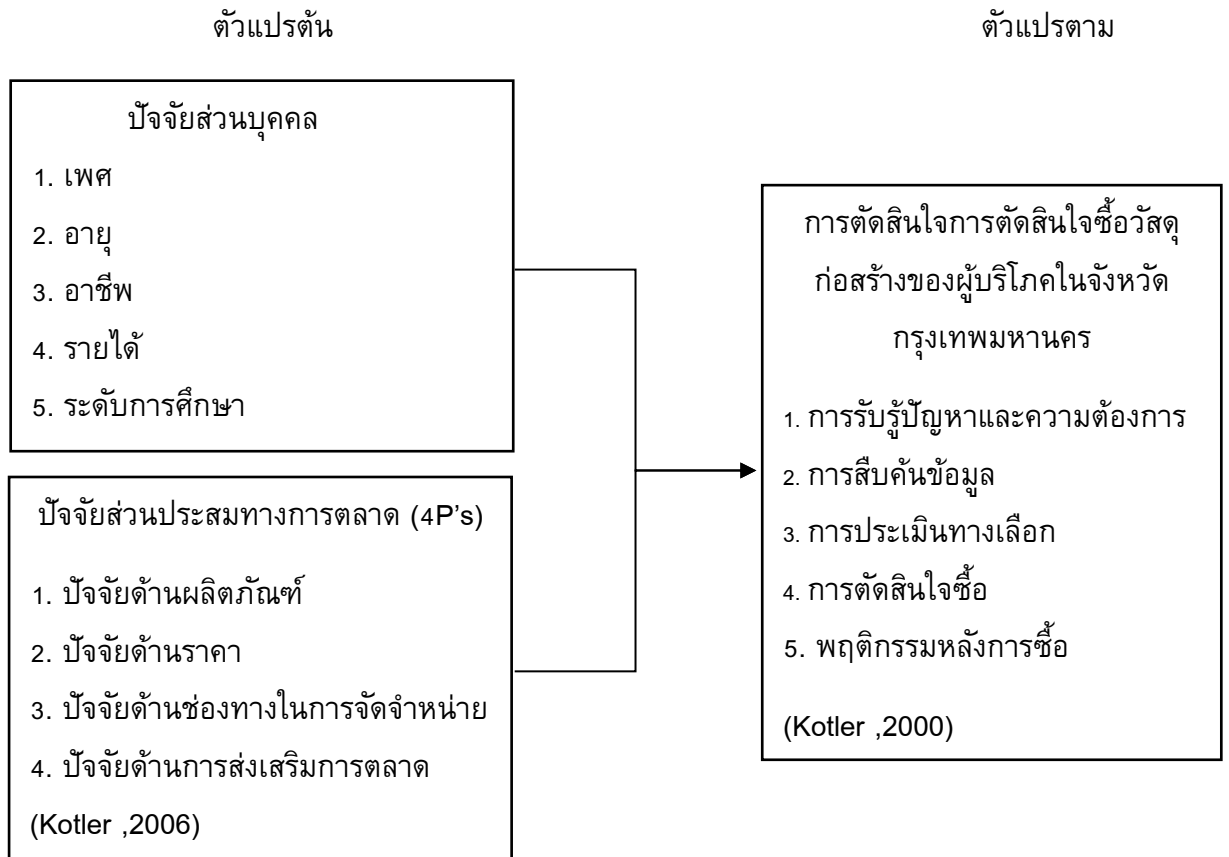 ตัวแปรต้น
ตัวแปรตาม
ปัจจัยส่วนบุคคล
1. เพศ
2. อายุ
3. อาชีพ
4. รายได้
5. ระดับการศึกษา
ปัจจัยส่วนประสมทางการตลาด (4P's)
1. ปัจจัยด้านผลิตภัณฑ์
2. ปัจจัยด้านราคา
3. ปัจจัยด้านช่องทางในการจัดจำหน่าย
4. ปัจจัยด้านการส่งเสริมการตลาด
(Kotler ,2006)
การตัดสินใจการตัดสินใจซื้อวัสดุ
ก่อสร้างของผู้บริโภคในจังหวัด
กรุงเทพมหานคร
1. การรับรู้ปัญหาและความต้องการ
2. การสืบค้นข้อมูล
3. การประเมินทางเลือก
4. การตัดสินใจซื้อ
5. พฤติกรรมหลังการซื้อ
(Kotler ,2000)